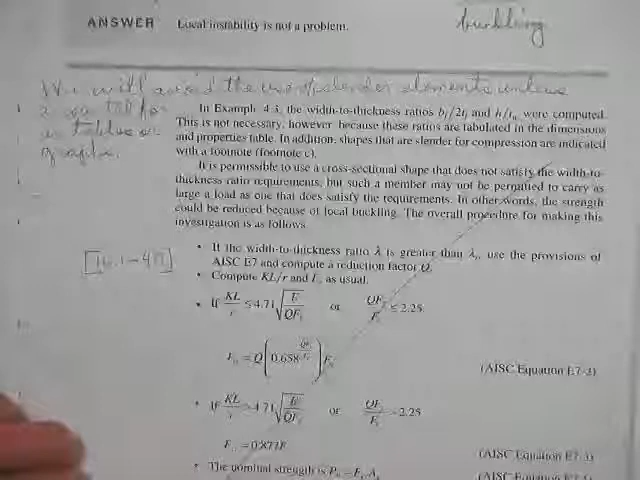 buckling
ANSWER Local instability is not a problem.
We will avoid the use of slender elements unless
In Example 4.3, the width-to-thickness ratios b_f/2t_f and h/t_w were computed.
This is not necessary, however because these ratios are tabulated in the dimensions
and properties table. In addition, shapes that are slender for compression are indicated
with a footnote (footnote c).
It is permissible to use a cross-sectional shape that does not satisfy the width-to-
thickness ratio requirements, but such a member may not be permitted to carry as
large a load as one that does satisfy the requirements. In other words, the strength
could be reduced because of local buckling. The overall procedure for making this
investigation is as follows.
• If the width-to-thickness ratio λ is greater than λ_r, use the provisions of
AISC E7 and compute a reduction factor Q.
• Compute KL/r and F_e as usual.
• If KL/r ≤ 4.71√(E/QF_y) or QF_y/F_e ≤ 2.25.
F_cr = Q(0.658^(QF_y/F_e))F_y (AISC Equation E7-2)
• If KL/r > 4.71√(E/QF_y) or QF_y/F_e > 2.25
F_cr = 0.877F_e (AISC Equation E7-3)
• The nominal strength is P_n = F_cr A_g